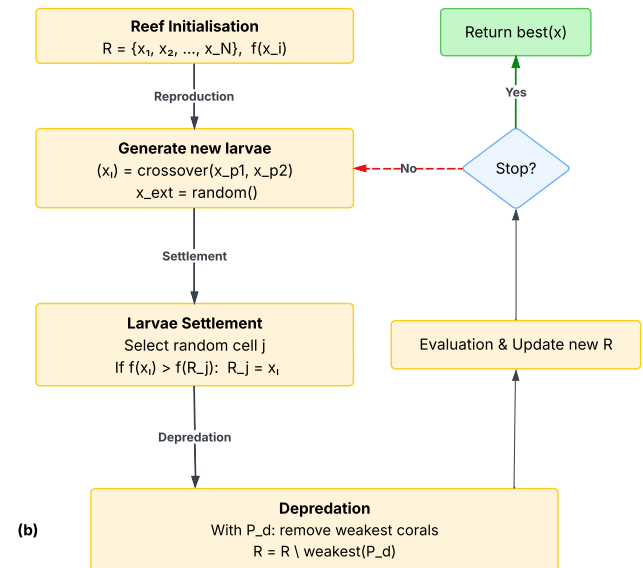 Reef Initialisation
R = {x₁, x₂, ..., x_N}, f(x_i)
Reproduction
Generate new larvae
(xₗ) = crossover(x_p1, x_p2)
x_ext = random()
Settlement
Larvae Settlement
Select random cell j
If f(xₗ) > f(R_j): R_j = xₗ
Depredation
Depredation
With P_d: remove weakest corals
R = R \ weakest(P_d)
Evaluation & Update new R
Stop?
No
Yes
Return best(x)
(b)